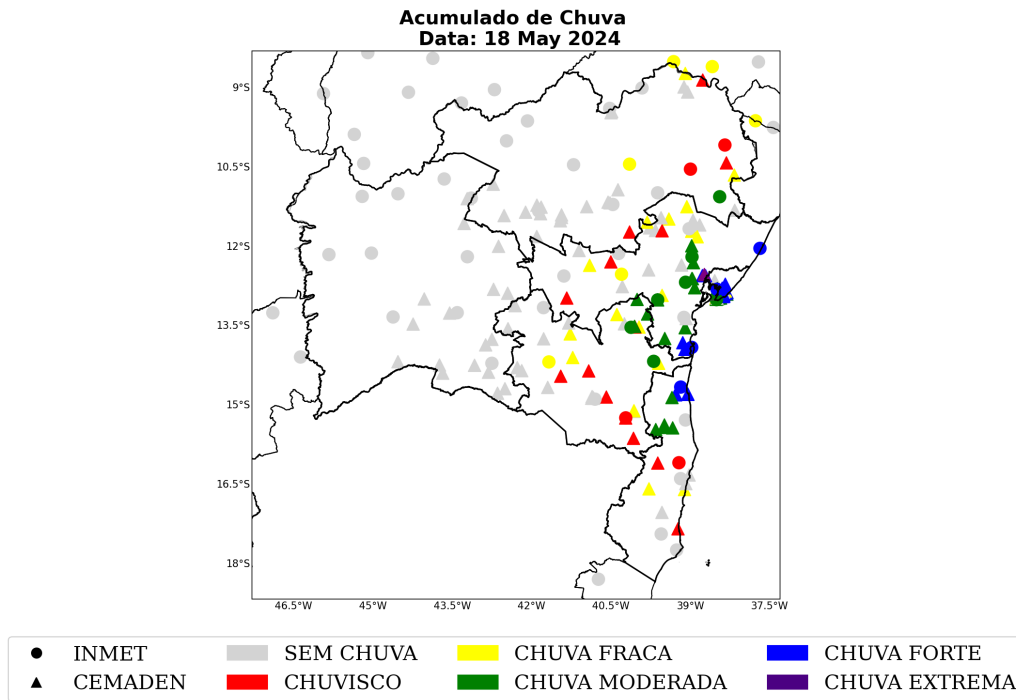 Acumulado de Chuva
Data: 18 May 2024
9°S
10.5°S
12°S
13.5°S
15°S
16.5°S
18°S
46.5°W 45°W 43.5°W 42°W 40.5°W 39°W 37.5°W
INMET SEM CHUVA CHUVA FRACA CHUVA FORTE
CEMADEN CHUVISCO CHUVA MODERADA CHUVA EXTREMA